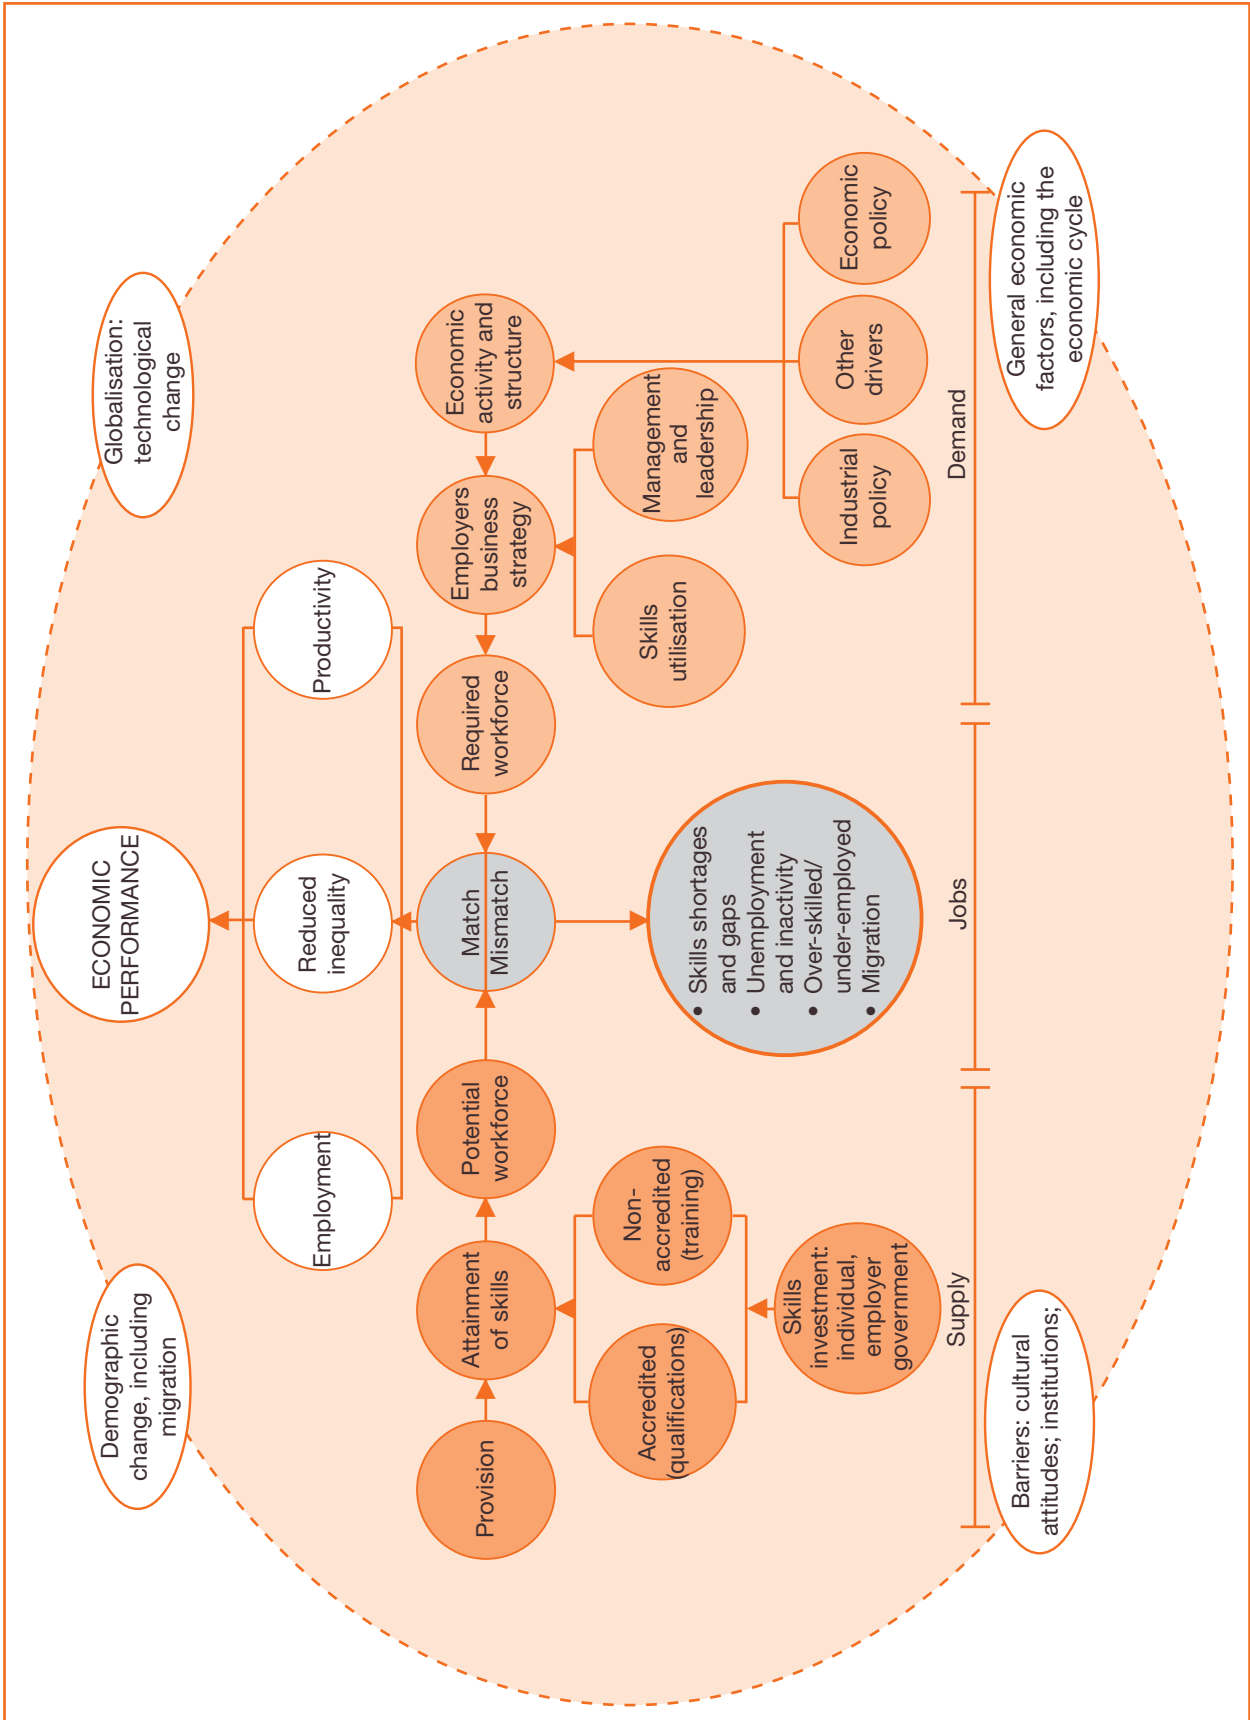 ECONOMIC
PERFORMANCE
Demographic
change, including
migration
Globalisation:
technological
change
Employment
Reduced
inequality
Productivity
Provision
Attainment
of skills
Potential
workforce
Match
Mismatch
Required
workforce
Employers
business
strategy
Economic
activity and
structure
Accredited
(qualifications)
Non-
accredited
(training)
Skills
investment:
individual,
employer
government
• Skills shortages
and gaps
• Unemployment
and inactivity
• Over-skilled/
under-employed
• Migration
Skills
utilisation
Management
and
leadership
Industrial
policy
Other
drivers
Economic
policy
Supply
Jobs
Demand
Barriers: cultural
attitudes; institutions;
General economic
factors, including the
economic cycle